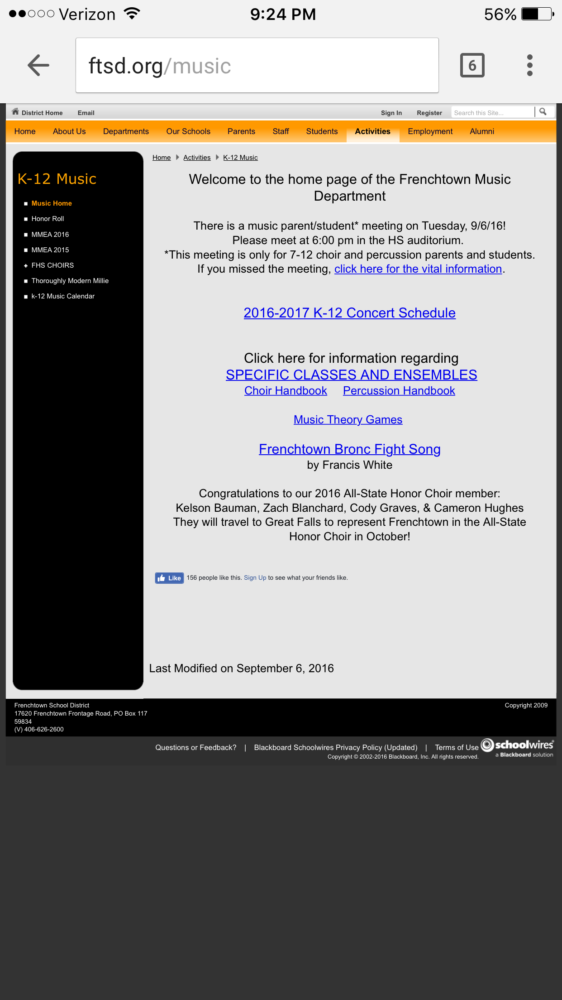 Verizon 9:24 PM 56%
ftsd.org/music 6
District Home Email Sign In Register Search this Site...
Home About Us Departments Our Schools Parents Staff Students Activities Employment Alumni
Home Activities K-12 Music
K-12 Music
Music Home
Honor Roll
MMEA 2016
MMEA 2015
FHS CHOIRS
Thoroughly Modern Millie
k-12 Music Calendar
Welcome to the home page of the Frenchtown Music
Department
There is a music parent/student* meeting on Tuesday, 9/6/16!
Please meet at 6:00 pm in the HS auditorium.
*This meeting is only for 7-12 choir and percussion parents and students.
If you missed the meeting, click here for the vital information.
2016-2017 K-12 Concert Schedule
Click here for information regarding
SPECIFIC CLASSES AND ENSEMBLES
Choir Handbook Percussion Handbook
Music Theory Games
Frenchtown Bronc Fight Song
by Francis White
Congratulations to our 2016 All-State Honor Choir member:
Kelson Bauman, Zach Blanchard, Cody Graves, & Cameron Hughes
They will travel to Great Falls to represent Frenchtown in the All-State
Honor Choir in October!
Like 156 people like this. Sign Up to see what your friends like.
Last Modified on September 6, 2016
Frenchtown School District Copyright 2009
17620 Frenchtown Frontage Road, PO Box 117
59834
(V) 406-626-2600
Questions or Feedback? | Blackboard Schoolwires Privacy Policy (Updated) | Terms of Use
Copyright © 2002-2016 Blackboard, Inc. All rights reserved.
schoolwires®
a Blackboard solution